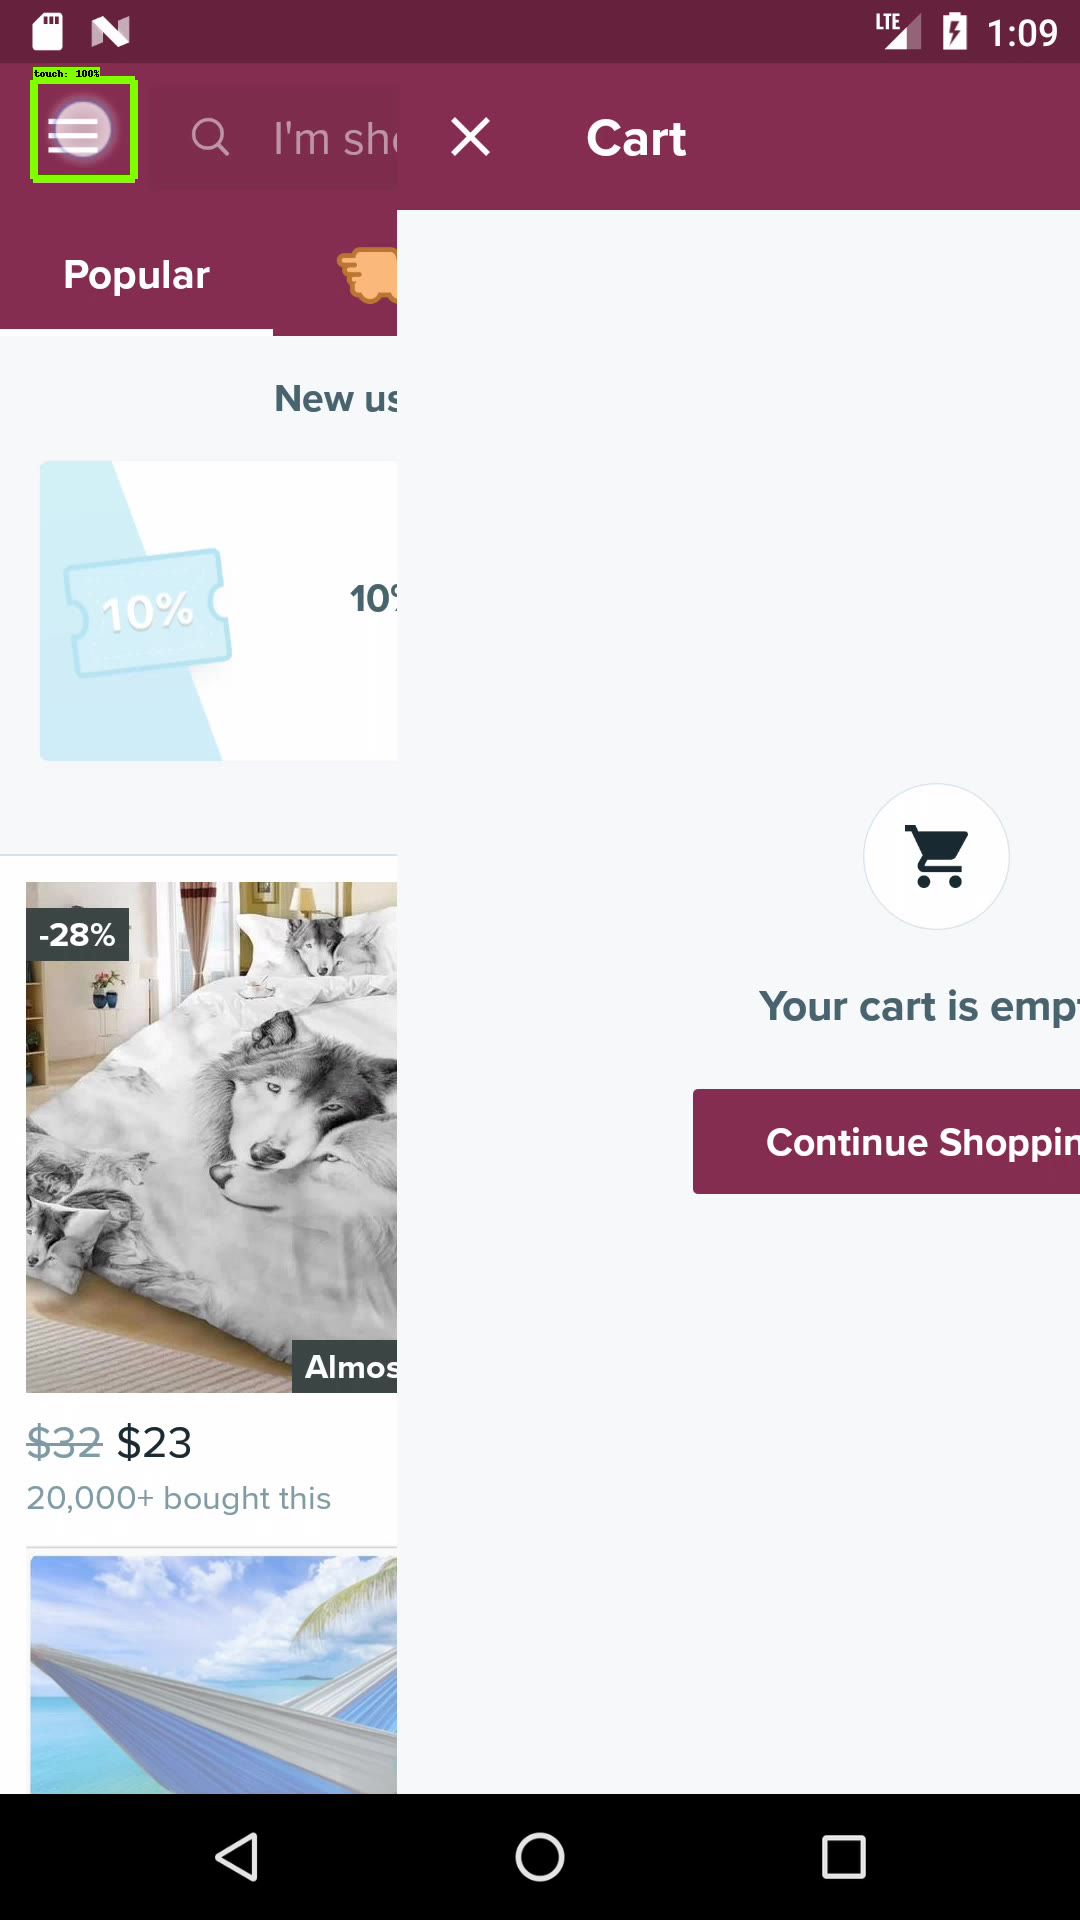 LTE 1:09
touch: 100%
I'm sho
Cart
Popular
New us
10%
10%
-28%
Your cart is empt
Continue Shoppin
Almos
$32 $23
20,000+ bought this